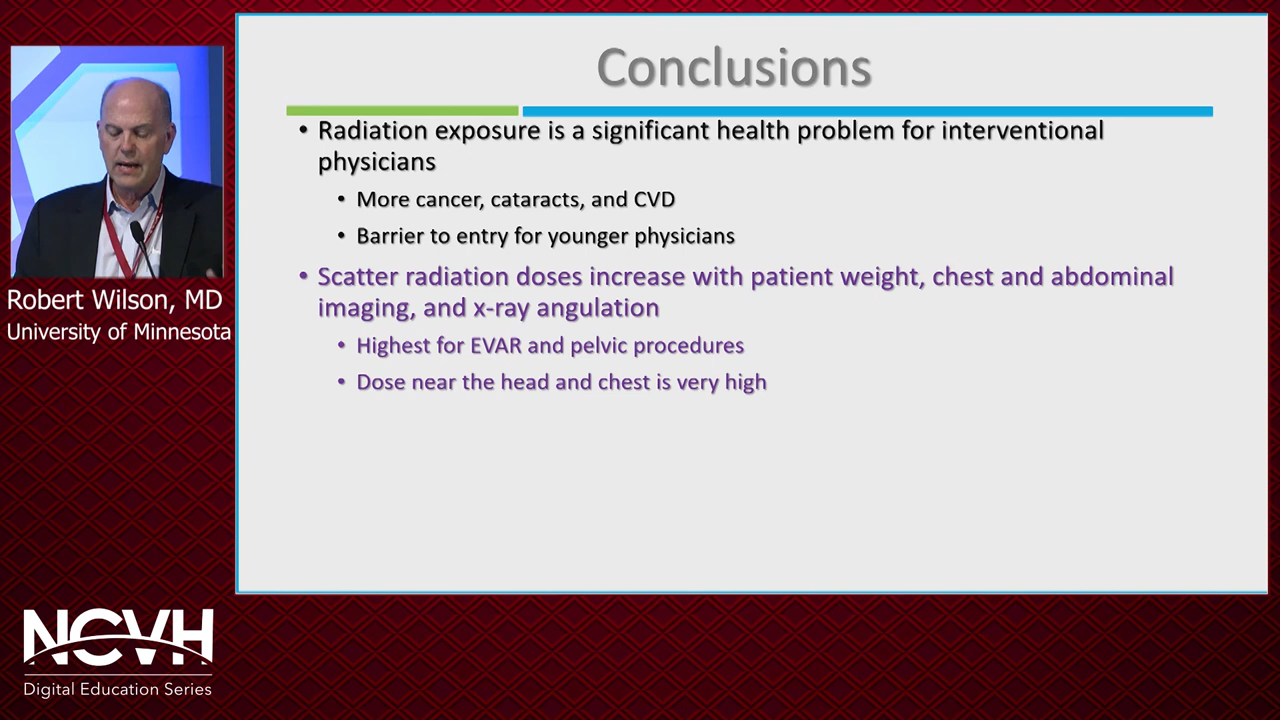 Conclusions
• Radiation exposure is a significant health problem for interventional
physicians
• More cancer, cataracts, and CVD
• Barrier to entry for younger physicians
• Scatter radiation doses increase with patient weight, chest and abdominal
imaging, and x-ray angulation
• Highest for EVAR and pelvic procedures
• Dose near the head and chest is very high
Robert Wilson, MD
University of Minnesota
NCVH
Digital Education Series